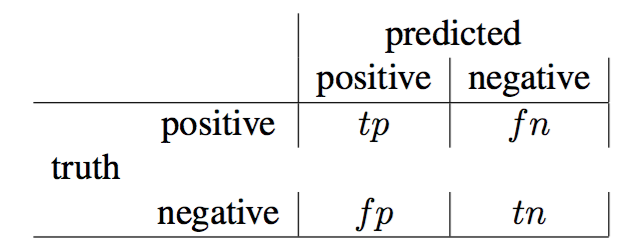 predicted
positive negative
positive tp fn
truth
negative fp tn